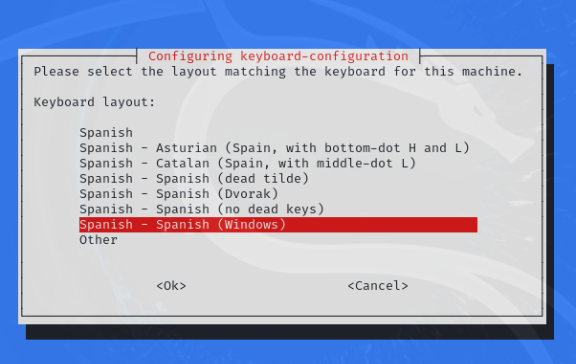 Configuring keyboard-configuration
Please select the layout matching the keyboard for this machine.
Keyboard layout:
Spanish
Spanish - Asturian (Spain, with bottom-dot H and L)
Spanish - Catalan (Spain, with middle-dot L)
Spanish - Spanish (dead tilde)
Spanish - Spanish (Dvorak)
Spanish - Spanish (no dead keys)
Spanish - Spanish (Windows)
Other
<Ok> <Cancel>